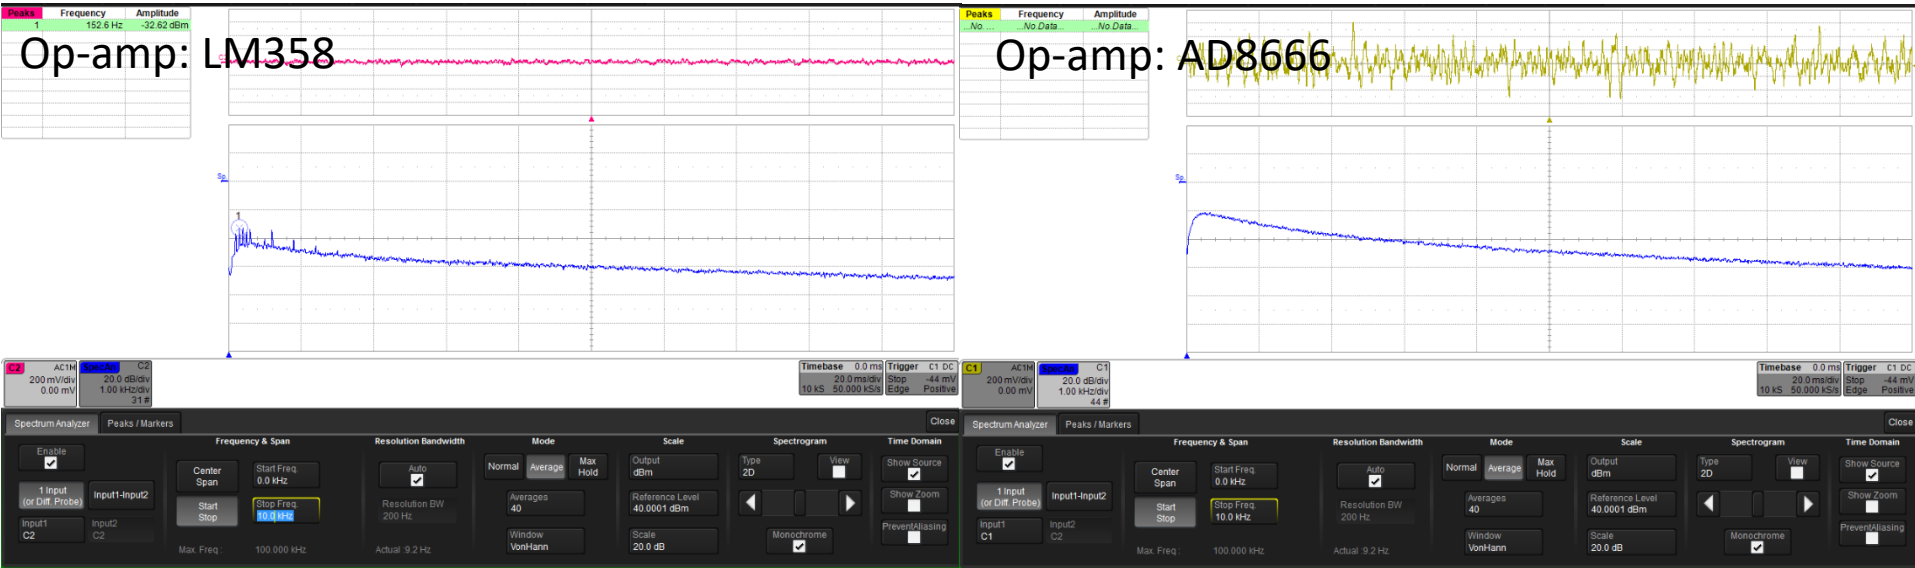 Peaks Frequency Amplitude
1 152.6 Hz -32.62 dBm
Op-amp: LM358
1
C2 AC1M
200 mV/div
0.00 mV
C2
20.0 dB/div
1.00 kHz/div
31 #
Timebase 0.0 ms
20.0 ms/div
10 kS 50.000 kS/s
Trigger C1 DC
Stop -44 mV
Edge Positive
Spectrum Analyzer Peaks / Markers Close
Frequency & Span Resolution Bandwidth Mode Scale Spectrogram Time Domain
Enable
1 Input
(or Diff. Probe)
Input1-Input2
Input1
C2
Input2
C2
Center
Span
Start
Stop
Start Freq.
0.0 kHz
Stop Freq.
10.0 kHz
Max. Freq : 100.000 kHz
Auto
Resolution BW
200 Hz
Actual :9.2 Hz
Normal Average Max
Hold
Averages
40
Window
VonHann
Output
dBm
Reference Level
40.0001 dBm
Scale
20.0 dB
Type
2D
View
Monochrome
Show Source
Show Zoom
PreventAliasing
Peaks Frequency Amplitude
No.... ...No Data... ...No Data...
Op-amp: AD8666
C1 AC1M
200 mV/div
0.00 mV
C1
20.0 dB/div
1.00 kHz/div
44 #
Timebase 0.0 ms
20.0 ms/div
10 kS 50.000 kS/s
Trigger C1 DC
Stop -44 mV
Edge Positive
Spectrum Analyzer Peaks / Markers Close
Frequency & Span Resolution Bandwidth Mode Scale Spectrogram Time Domain
Enable
1 Input
(or Diff. Probe)
Input1-Input2
Input1
C1
Input2
C2
Center
Span
Start
Stop
Start Freq.
0.0 kHz
Stop Freq.
10.0 kHz
Max. Freq : 100.000 kHz
Auto
Resolution BW
200 Hz
Actual :9.2 Hz
Normal Average Max
Hold
Averages
40
Window
VonHann
Output
dBm
Reference Level
40.0001 dBm
Scale
20.0 dB
Type
2D
View
Monochrome
Show Source
Show Zoom
PreventAliasing